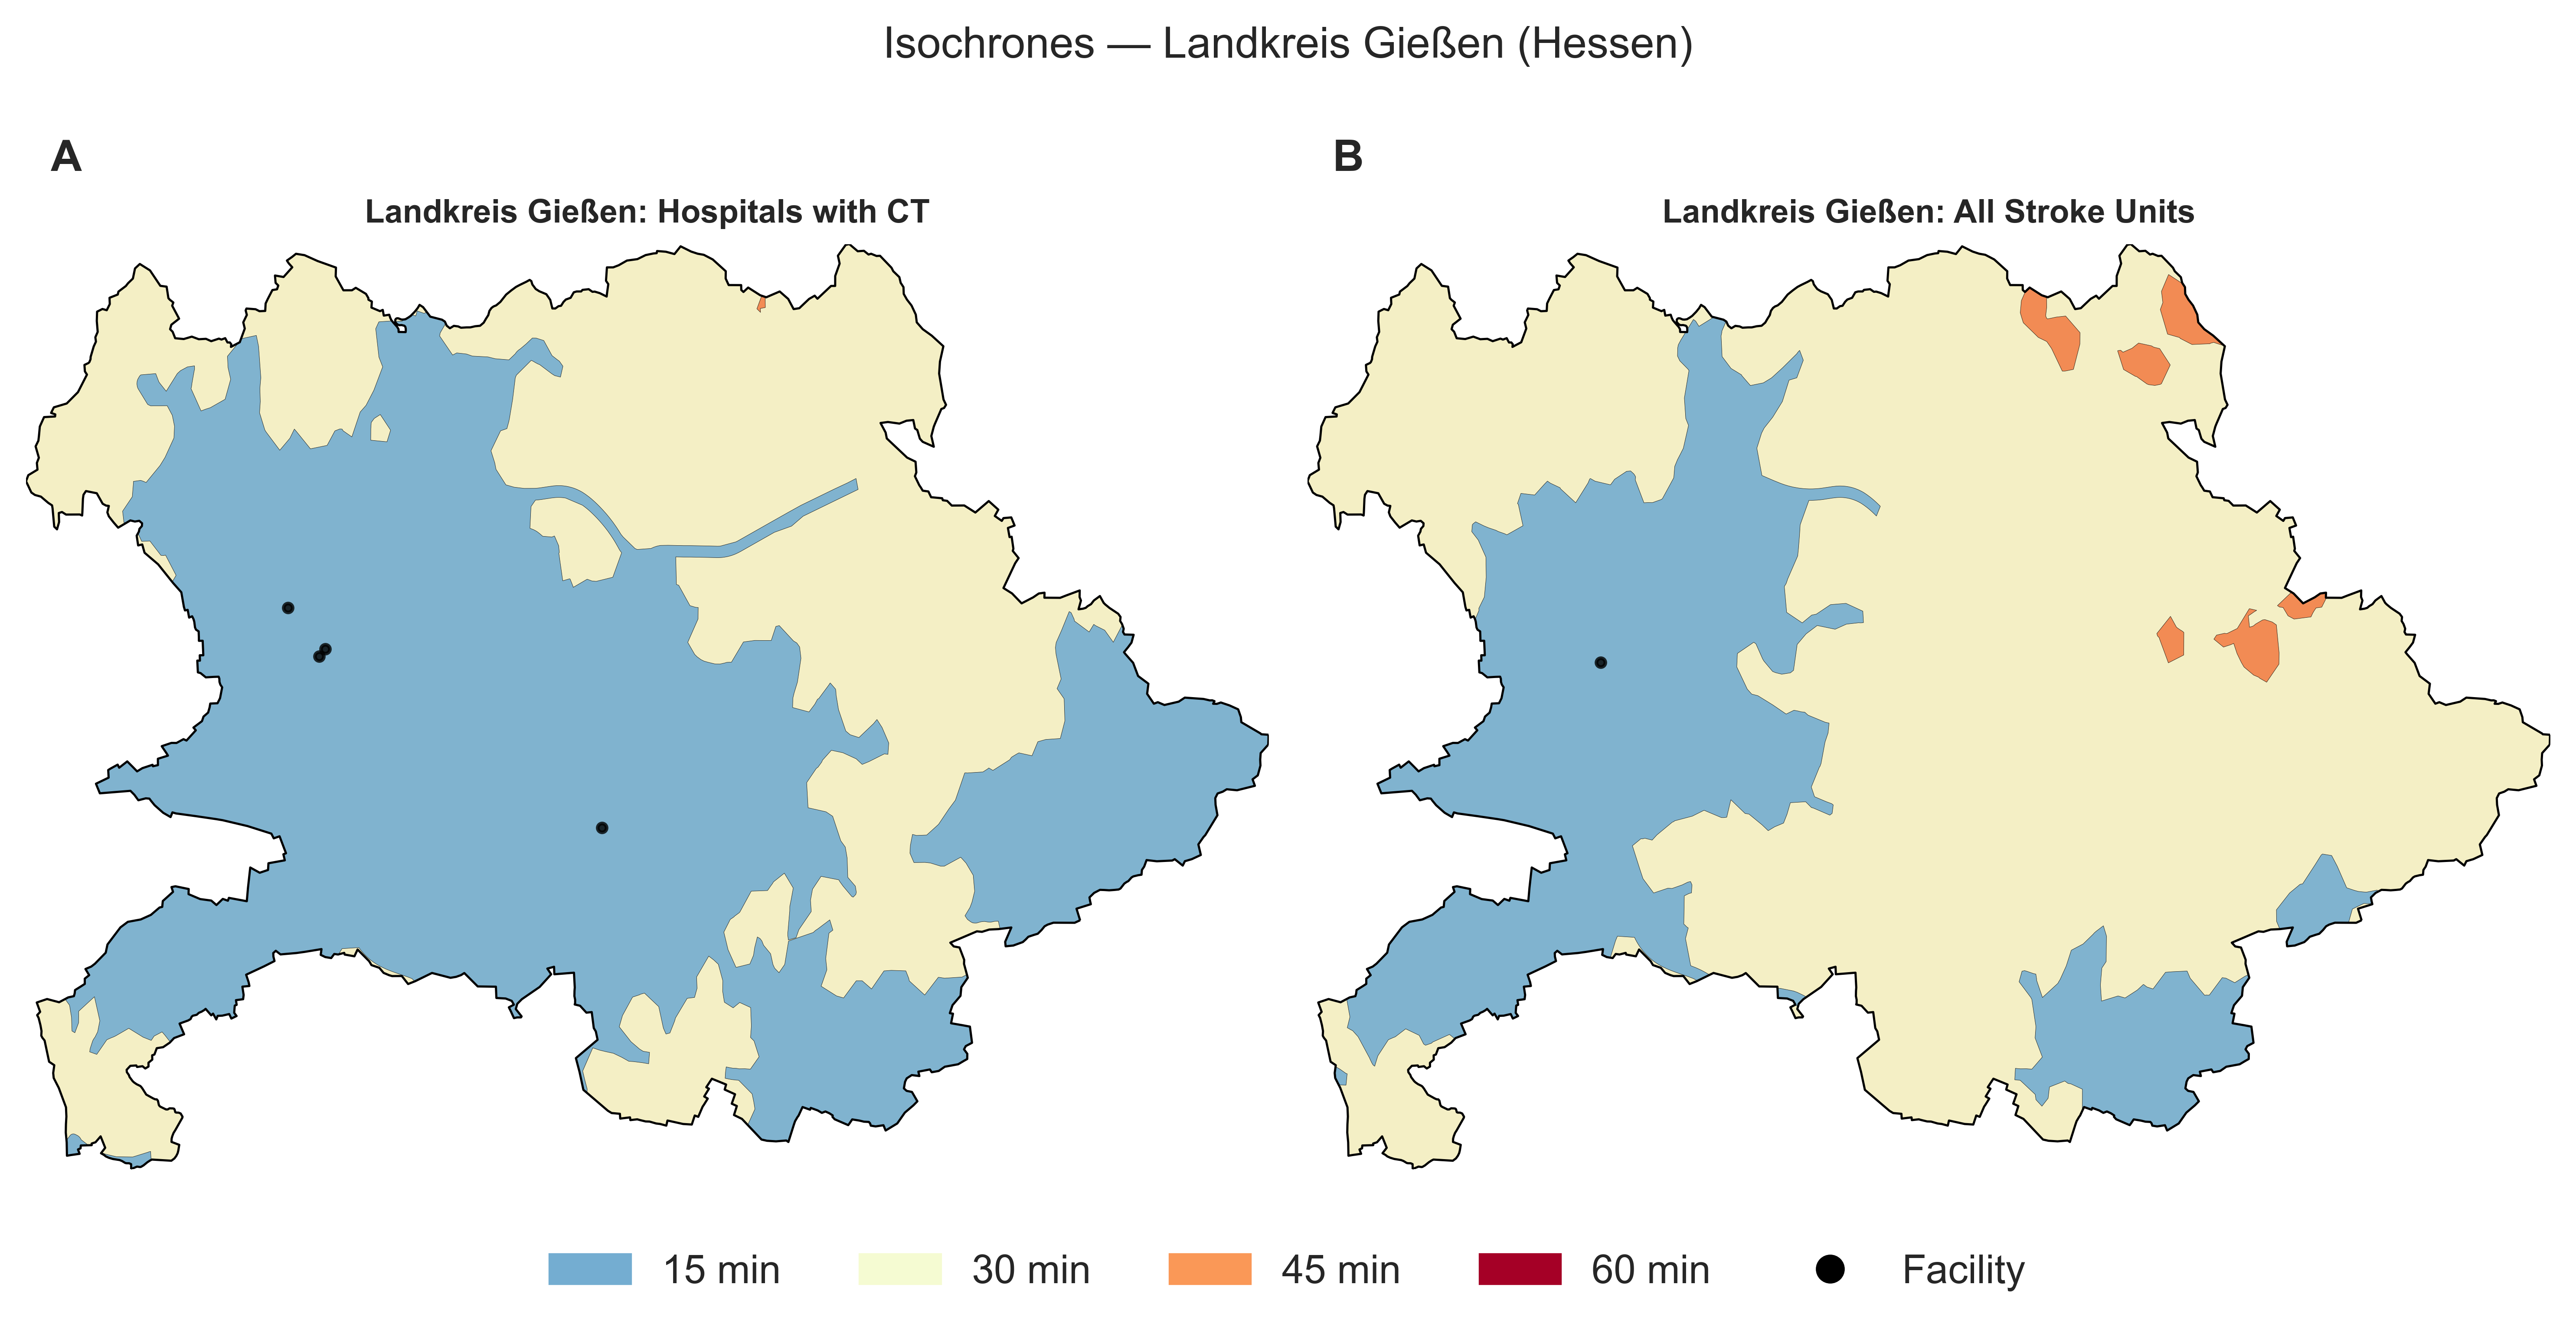 Isochrones — Landkreis Gießen (Hessen)
A
B
Landkreis Gießen: Hospitals with CT
Landkreis Gießen: All Stroke Units
15 min
30 min
45 min
60 min
Facility